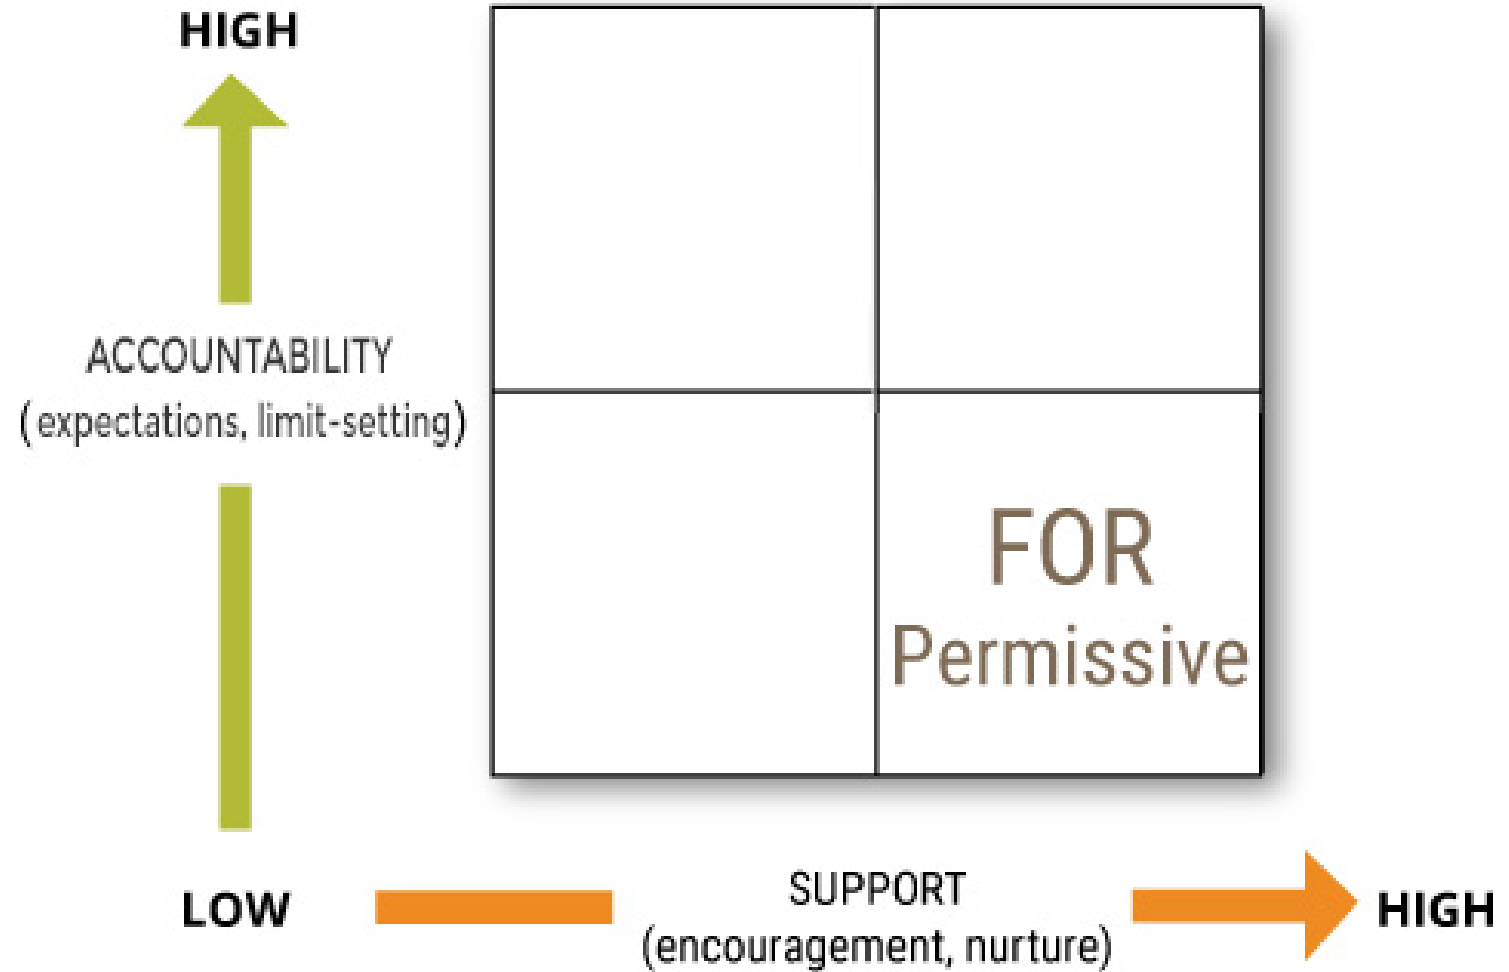 HIGH
ACCOUNTABILITY
(expectations, limit-setting)
FOR
Permissive
LOW
SUPPORT
(encouragement, nurture)
HIGH